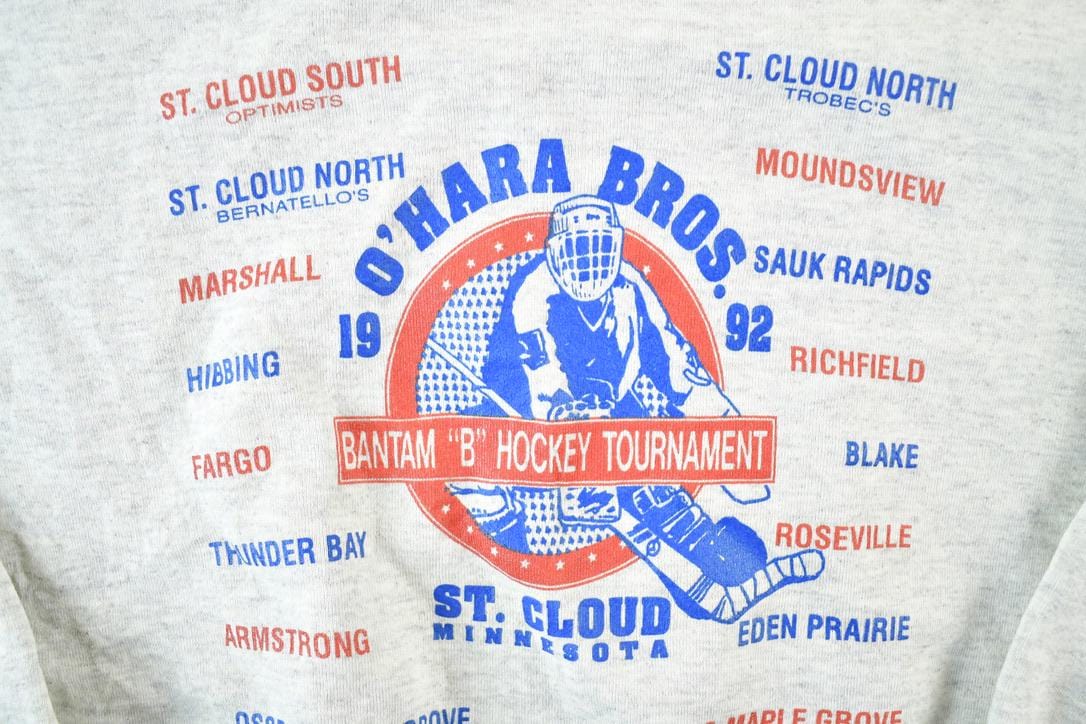 ST. CLOUD SOUTH
OPTIMISTS
ST. CLOUD NORTH
BERNATELLO'S
MARSHALL
HIBBING
FARGO
THUNDER BAY
ARMSTRONG
O'HARA BROS.
19 92
BANTAM "B" HOCKEY TOURNAMENT
ST. CLOUD
MINNESOTA
ST. CLOUD NORTH
TROBEC'S
MOUNDSVIEW
SAUK RAPIDS
RICHFIELD
BLAKE
ROSEVILLE
EDEN PRAIRIE
MAPLE GROVE